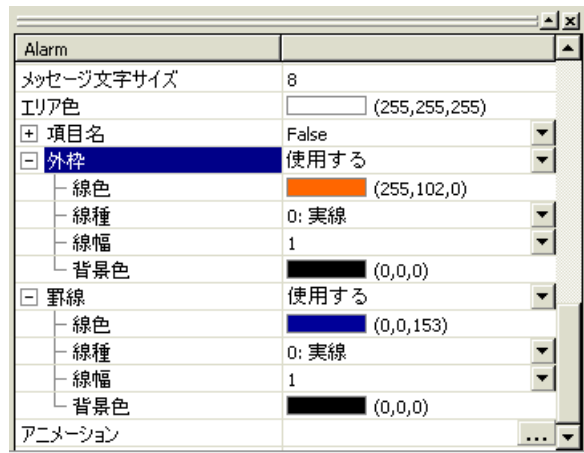 Alarm
メッセージ文字サイズ 8
エリア色 (255,255,255)
項目名 False
外枠 使用する
線色 (255,102,0)
線種 0: 実線
線幅 1
背景色 (0,0,0)
罫線 使用する
線色 (0,0,153)
線種 0: 実線
線幅 1
背景色 (0,0,0)
アニメーション ...